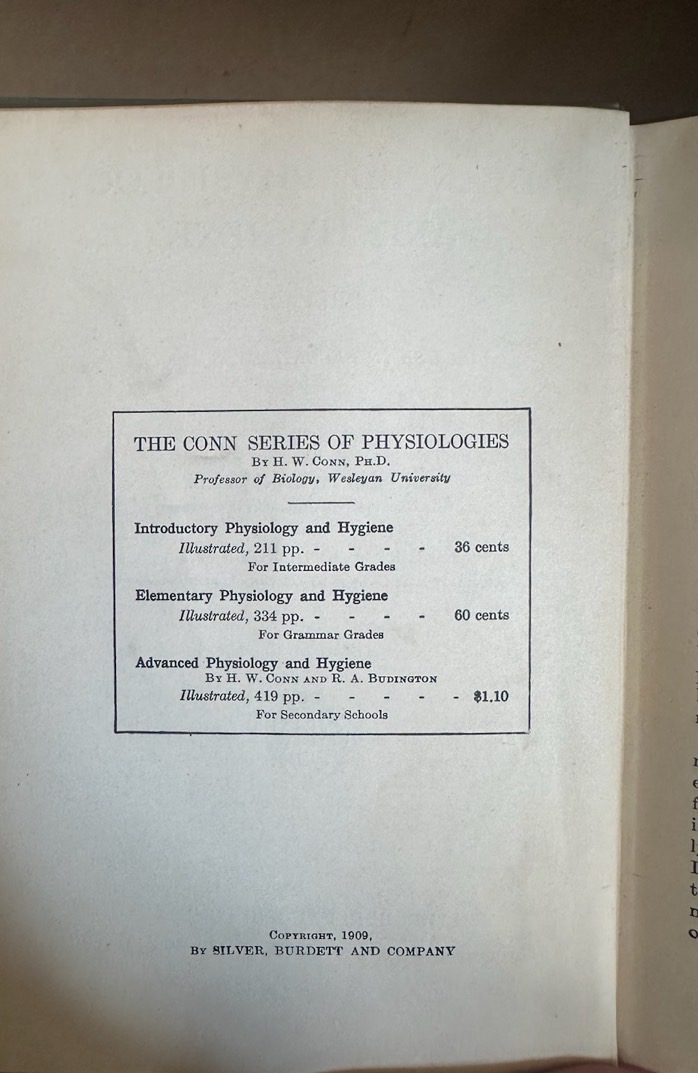 THE CONN SERIES OF PHYSIOLOGIES
BY H. W. CONN, PH.D.
Professor of Biology, Wesleyan University
Introductory Physiology and Hygiene
Illustrated, 211 pp. - - - - 36 cents
For Intermediate Grades
Elementary Physiology and Hygiene
Illustrated, 334 pp. - - - - 60 cents
For Grammar Grades
Advanced Physiology and Hygiene
BY H. W. CONN AND R. A. BUDINGTON
Illustrated, 419 pp. - - - - - $1.10
For Secondary Schools
COPYRIGHT, 1909,
BY SILVER, BURDETT AND COMPANY